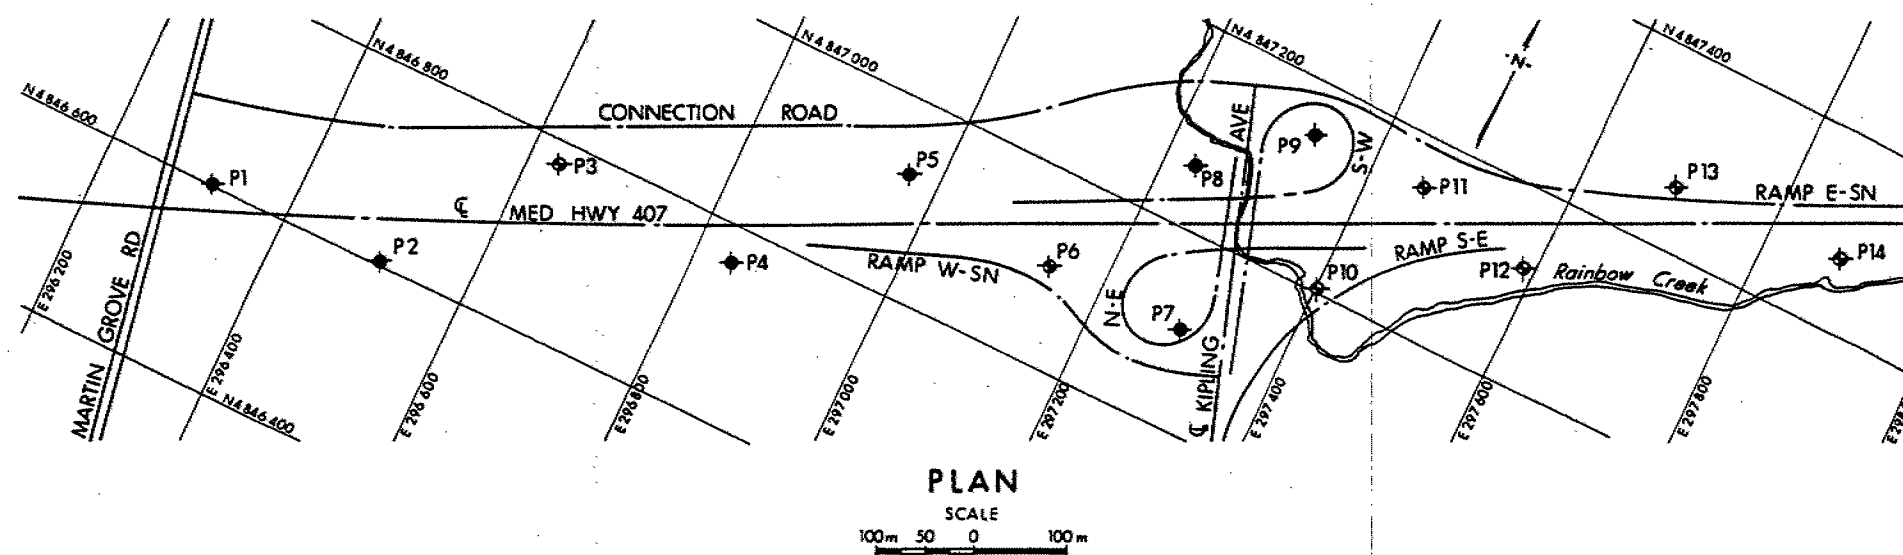 N 4 846 600
N 4 846 800
N 4 847 000
N 4 847 200
N 4 847 400
-N-
CONNECTION ROAD
AVE
P9
S-W
P1
P3
P5
P8
P11
P13
RAMP E-SN
℄ MED HWY 407
P2
P4
RAMP W-SN
P6
RAMP S-E
P10
P12
Rainbow Creek
P14
N-E
P7
E 296 200
MARTIN GROVE RD
E 296 400
N 4 846 400
E 296 600
E 296 800
E 297 000
E 297 200
℄ KIPLING
E 297 400
E 297 600
E 297 800
PLAN
SCALE
100m 50 0 100m